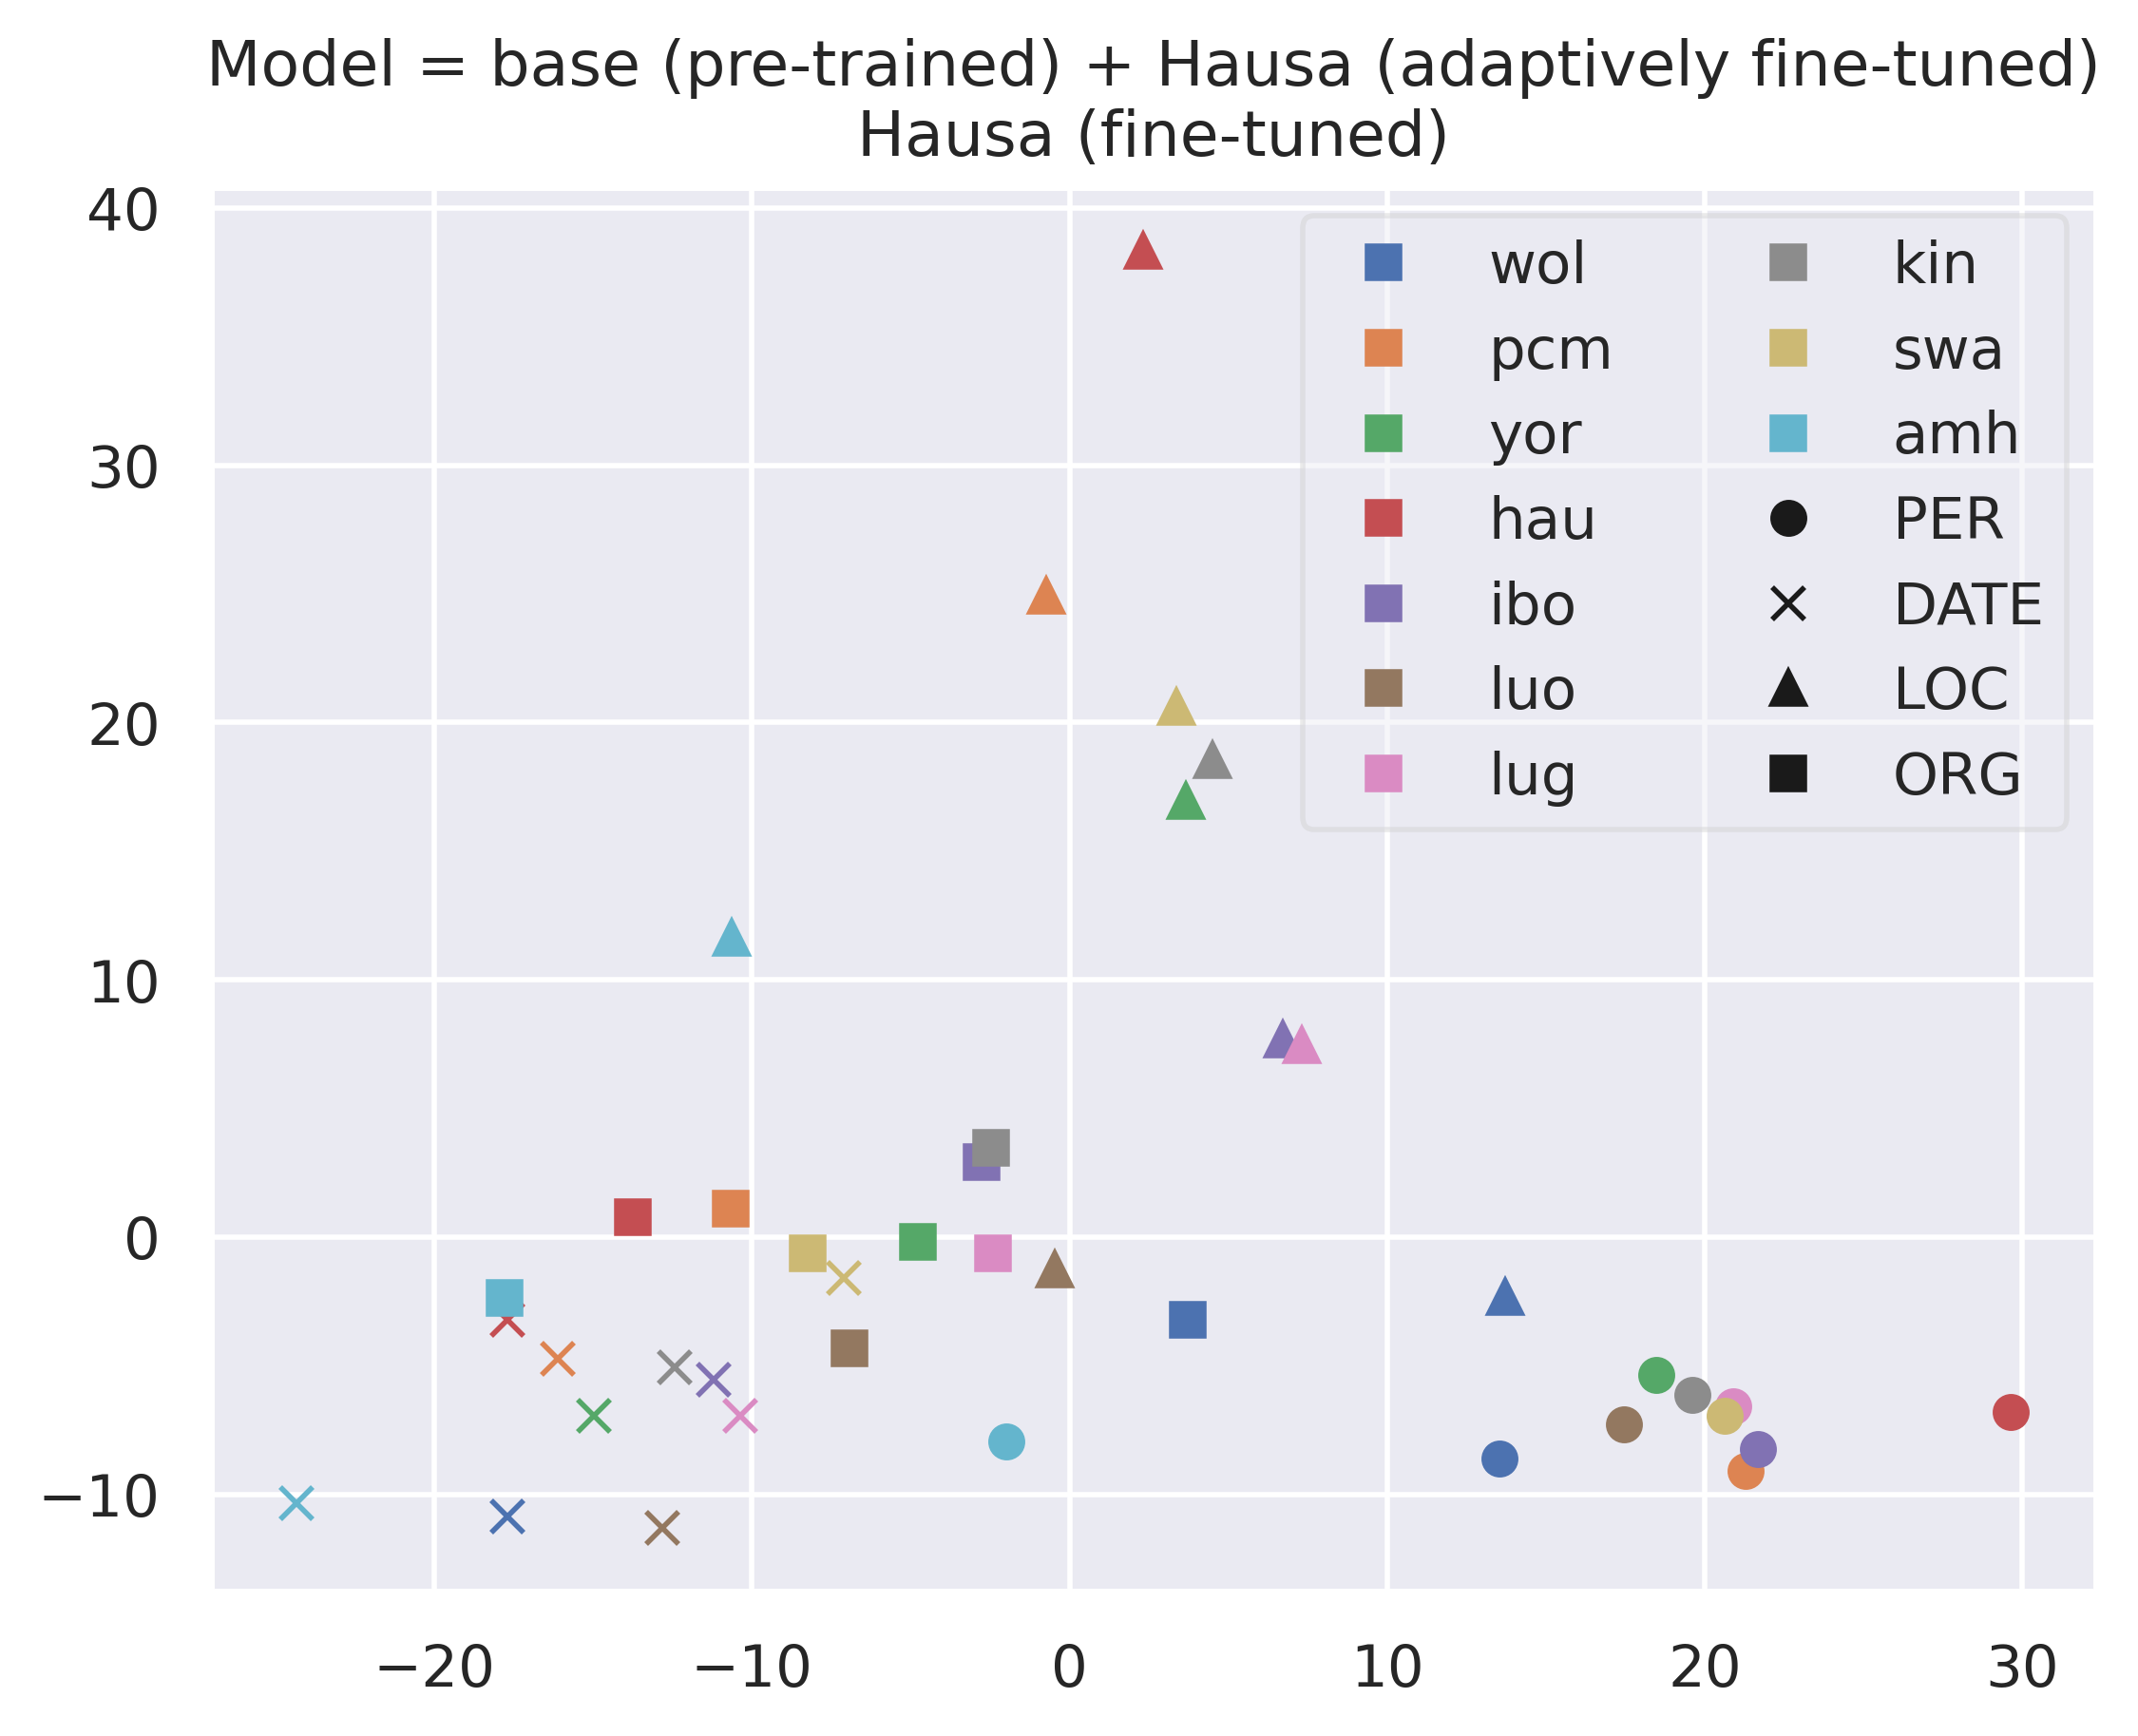 Model = base (pre-trained) + Hausa (adaptively fine-tuned)
Hausa (fine-tuned)
40
30
20
10
0
−10
−20
−10
0
10
20
30
wol
pcm
yor
hau
ibo
luo
lug
kin
swa
amh
PER
DATE
LOC
ORG